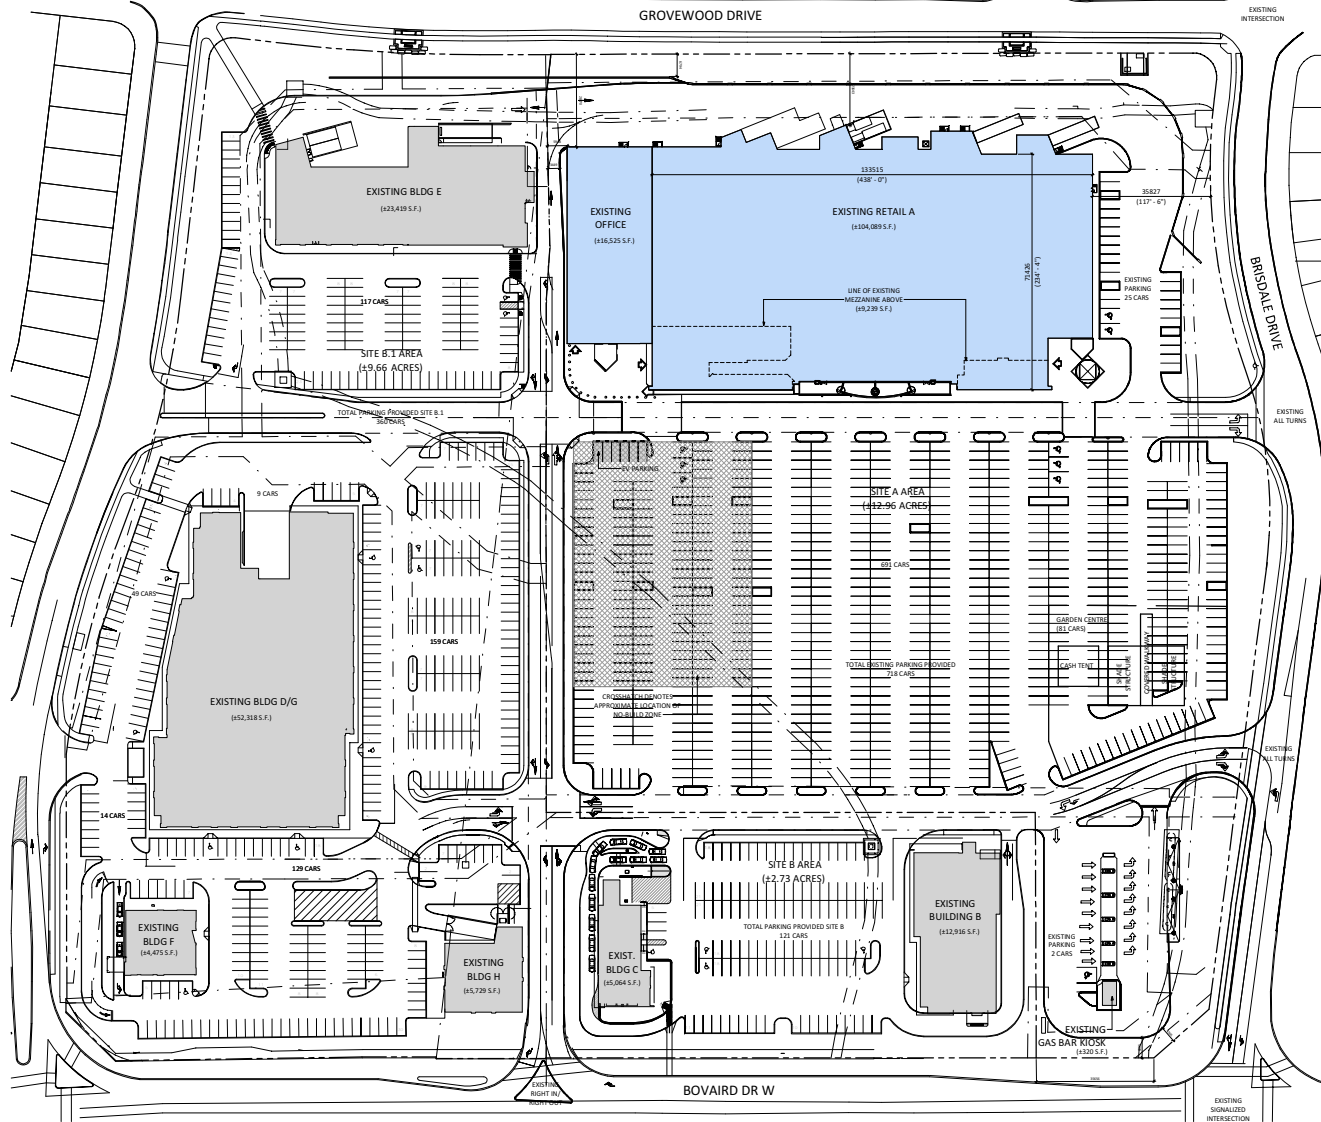 GROVEWOOD DRIVE
EXISTING
INTERSECTION
EXISTING BLDG E
(±23,419 S.F.)
EXISTING
OFFICE
(±16,525 S.F.)
133515
(438' - 0")
EXISTING RETAIL A
(±104,089 S.F.)
35827
(117' - 6")
71426
(234' - 4")
LINE OF EXISTING
MEZZANINE ABOVE
(±9,239 S.F.)
EXISTING
PARKING
25 CARS
BRISDALE DRIVE
117 CARS
SITE B.1 AREA
(±9.66 ACRES)
TOTAL PARKING PROVIDED SITE B.1
360 CARS
EXISTING
ALL TURNS
EV PARKING
9 CARS
SITE A AREA
(±12.96 ACRES)
691 CARS
49 CARS
159 CARS
GARDEN CENTRE
(81 CARS)
CASH TENT
SHADE
STRUCTURE
COVERED WALKWAY
SHADE
STRUCTURE
TOTAL EXISTING PARKING PROVIDED
718 CARS
CROSSHATCH DENOTES
APPROXIMATE LOCATION OF
NO-BUILD ZONE
EXISTING BLDG D/G
(±52,318 S.F.)
EXISTING
ALL TURNS
14 CARS
129 CARS
SITE B AREA
(±2.73 ACRES)
TOTAL PARKING PROVIDED SITE B
121 CARS
EXISTING
BLDG F
(±4,475 S.F.)
EXISTING
BLDG H
(±5,729 S.F.)
EXIST.
BLDG C
(±5,064 S.F.)
EXISTING
BUILDING B
(±12,916 S.F.)
EXISTING
PARKING
2 CARS
EXISTING
GAS BAR KIOSK
(±320 S.F.)
EXISTING
RIGHT IN/
RIGHT OUT
BOVAIRD DR W
EXISTING
SIGNALIZED
INTERSECTION